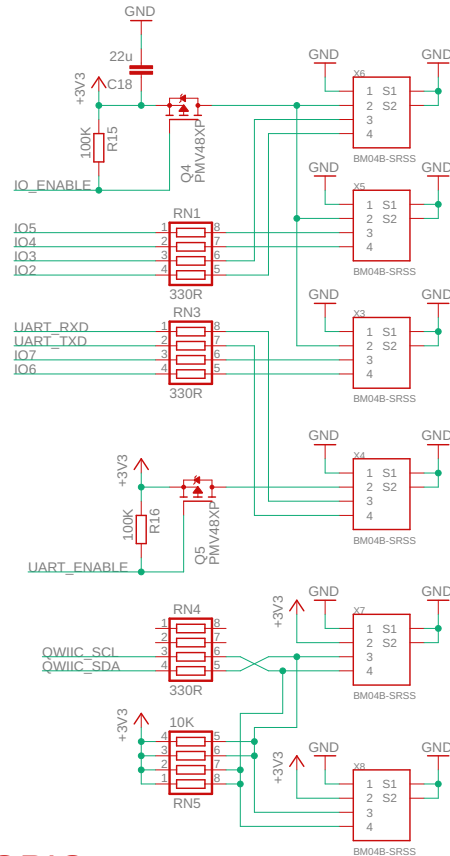 GND
22u
C18
+3V3
100K
R15
Q4
PMV48XP
IO_ENABLE
GND
GND
X6
1 S1
2 S2
3
4
BM04B-SRSS
GND
GND
X5
1 S1
2 S2
3
4
BM04B-SRSS
RN1
IO5 1 8
IO4 2 7
IO3 3 6
IO2 4 5
330R
RN3
UART_RXD 1 8
UART_TXD 2 7
IO7 3 6
IO6 4 5
330R
GND
GND
X3
1 S1
2 S2
3
4
BM04B-SRSS
GND
GND
X4
1 S1
2 S2
3
4
BM04B-SRSS
+3V3
100K
R16
Q5
PMV48XP
UART_ENABLE
RN4
1 8
2 7
QWIIC_SCL 3 6
QWIIC_SDA 4 5
330R
+3V3
GND
GND
X7
1 S1
2 S2
3
4
BM04B-SRSS
+3V3
10K
4 5
3 6
2 7
1 8
RN5
+3V3
GND
GND
X8
1 S1
2 S2
3
4
BM04B-SRSS